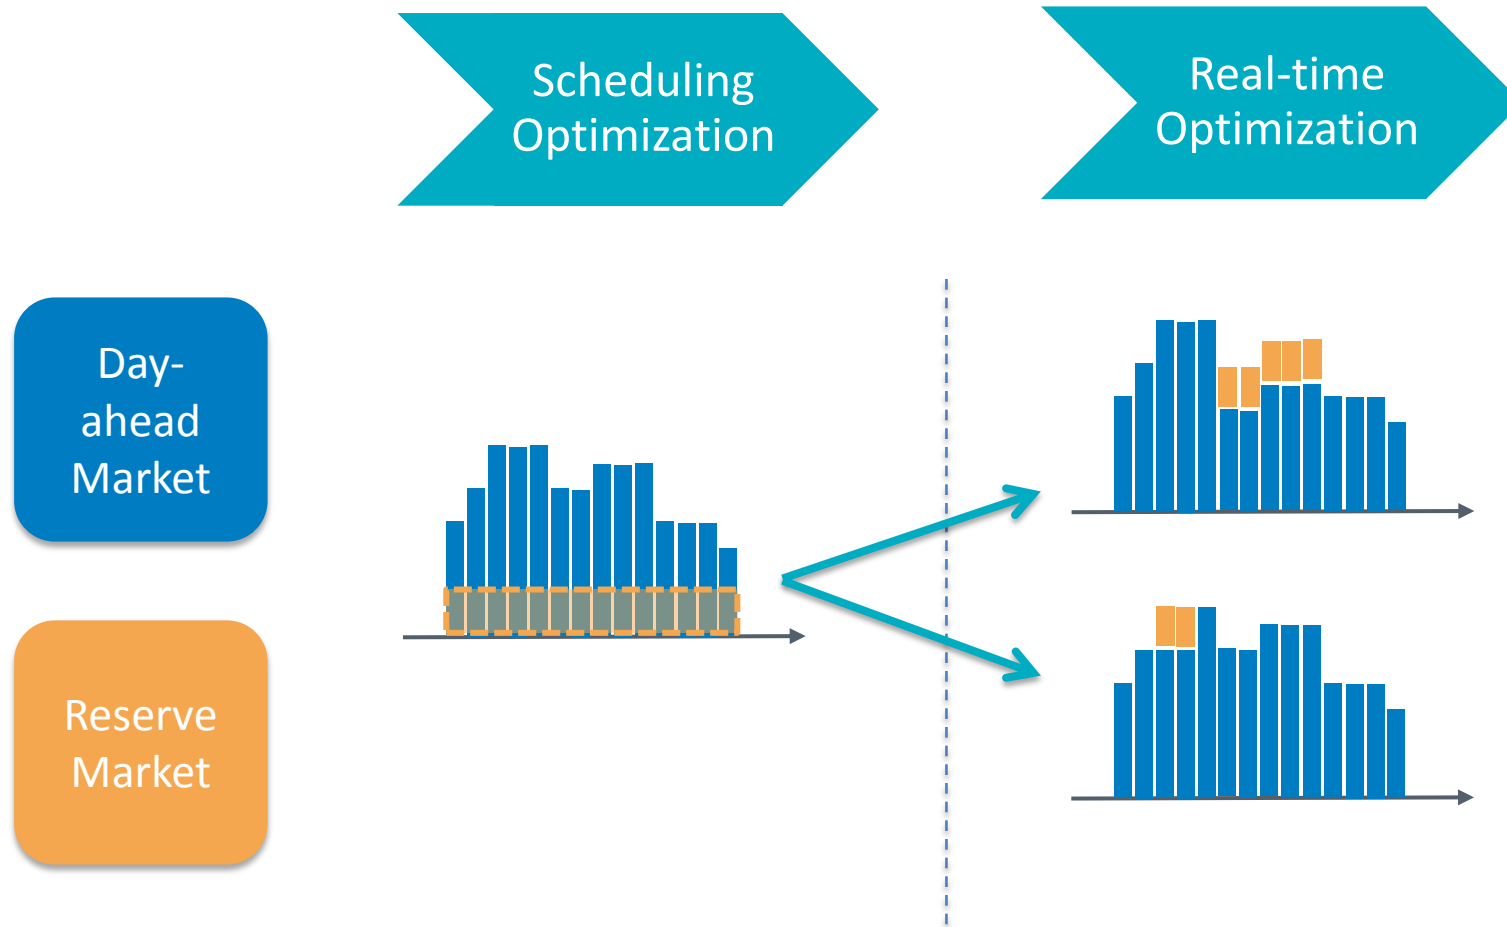 Scheduling
Optimization
Real-time
Optimization
Day-
ahead
Market
Reserve
Market